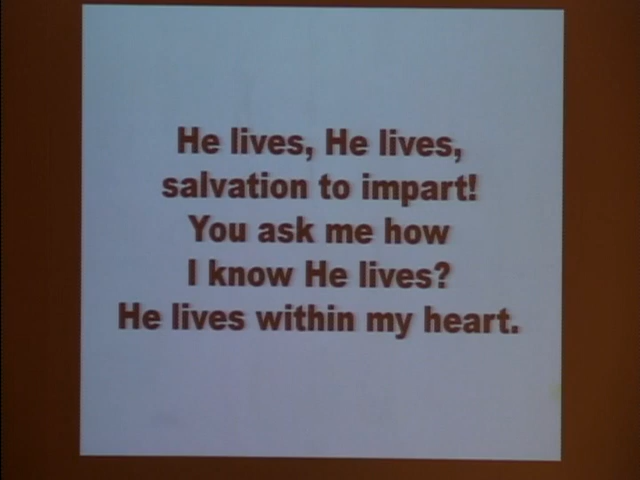 He lives, He lives,
salvation to impart!
You ask me how
I know He lives?
He lives within my heart.